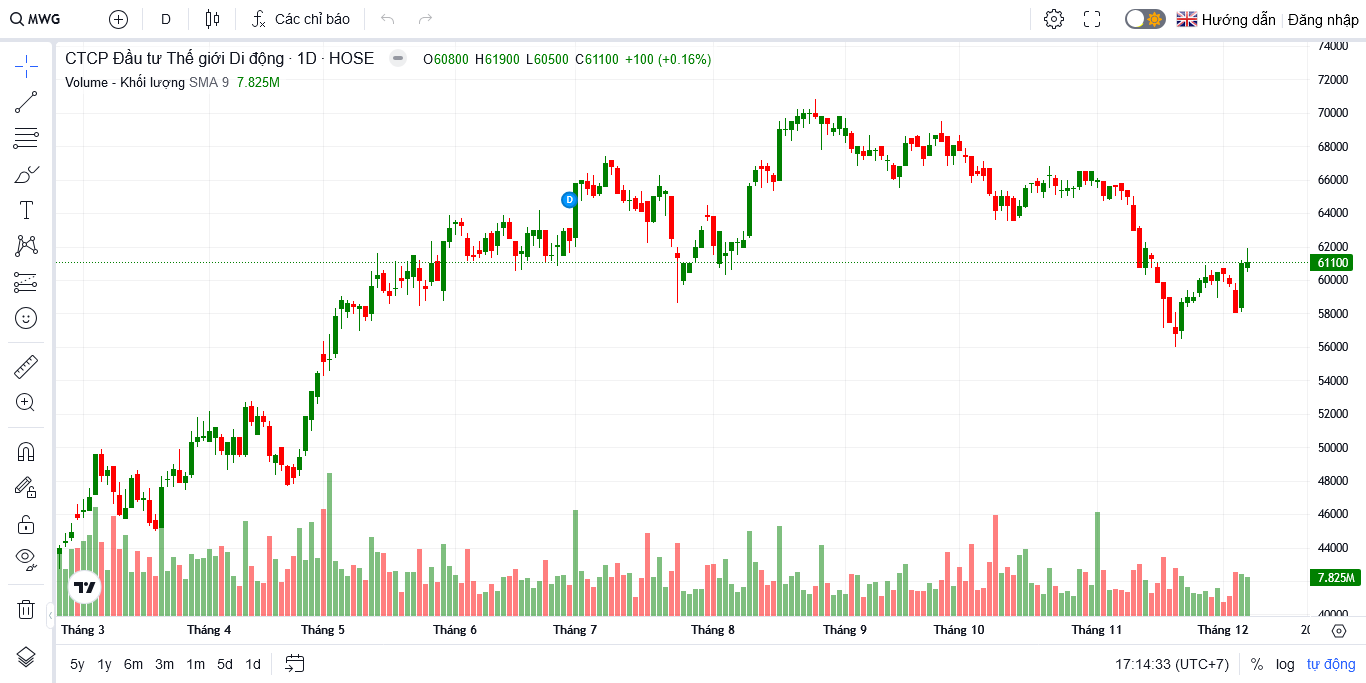 MWG D Các chỉ báo Hướng dẫn Đăng nhập
CTCP Đầu tư Thế giới Di động · 1D · HOSE O60800 H61900 L60500 C61100 +100 (+0.16%)
Volume - Khối lượng SMA 9 7.825M
D
74000
72000
70000
68000
66000
64000
62000
61100
60000
58000
56000
54000
52000
50000
48000
46000
44000
7.825M
40000
Tháng 3 Tháng 4 Tháng 5 Tháng 6 Tháng 7 Tháng 8 Tháng 9 Tháng 10 Tháng 11 Tháng 12
5y 1y 6m 3m 1m 5d 1d 17:14:33 (UTC+7) % log tự động